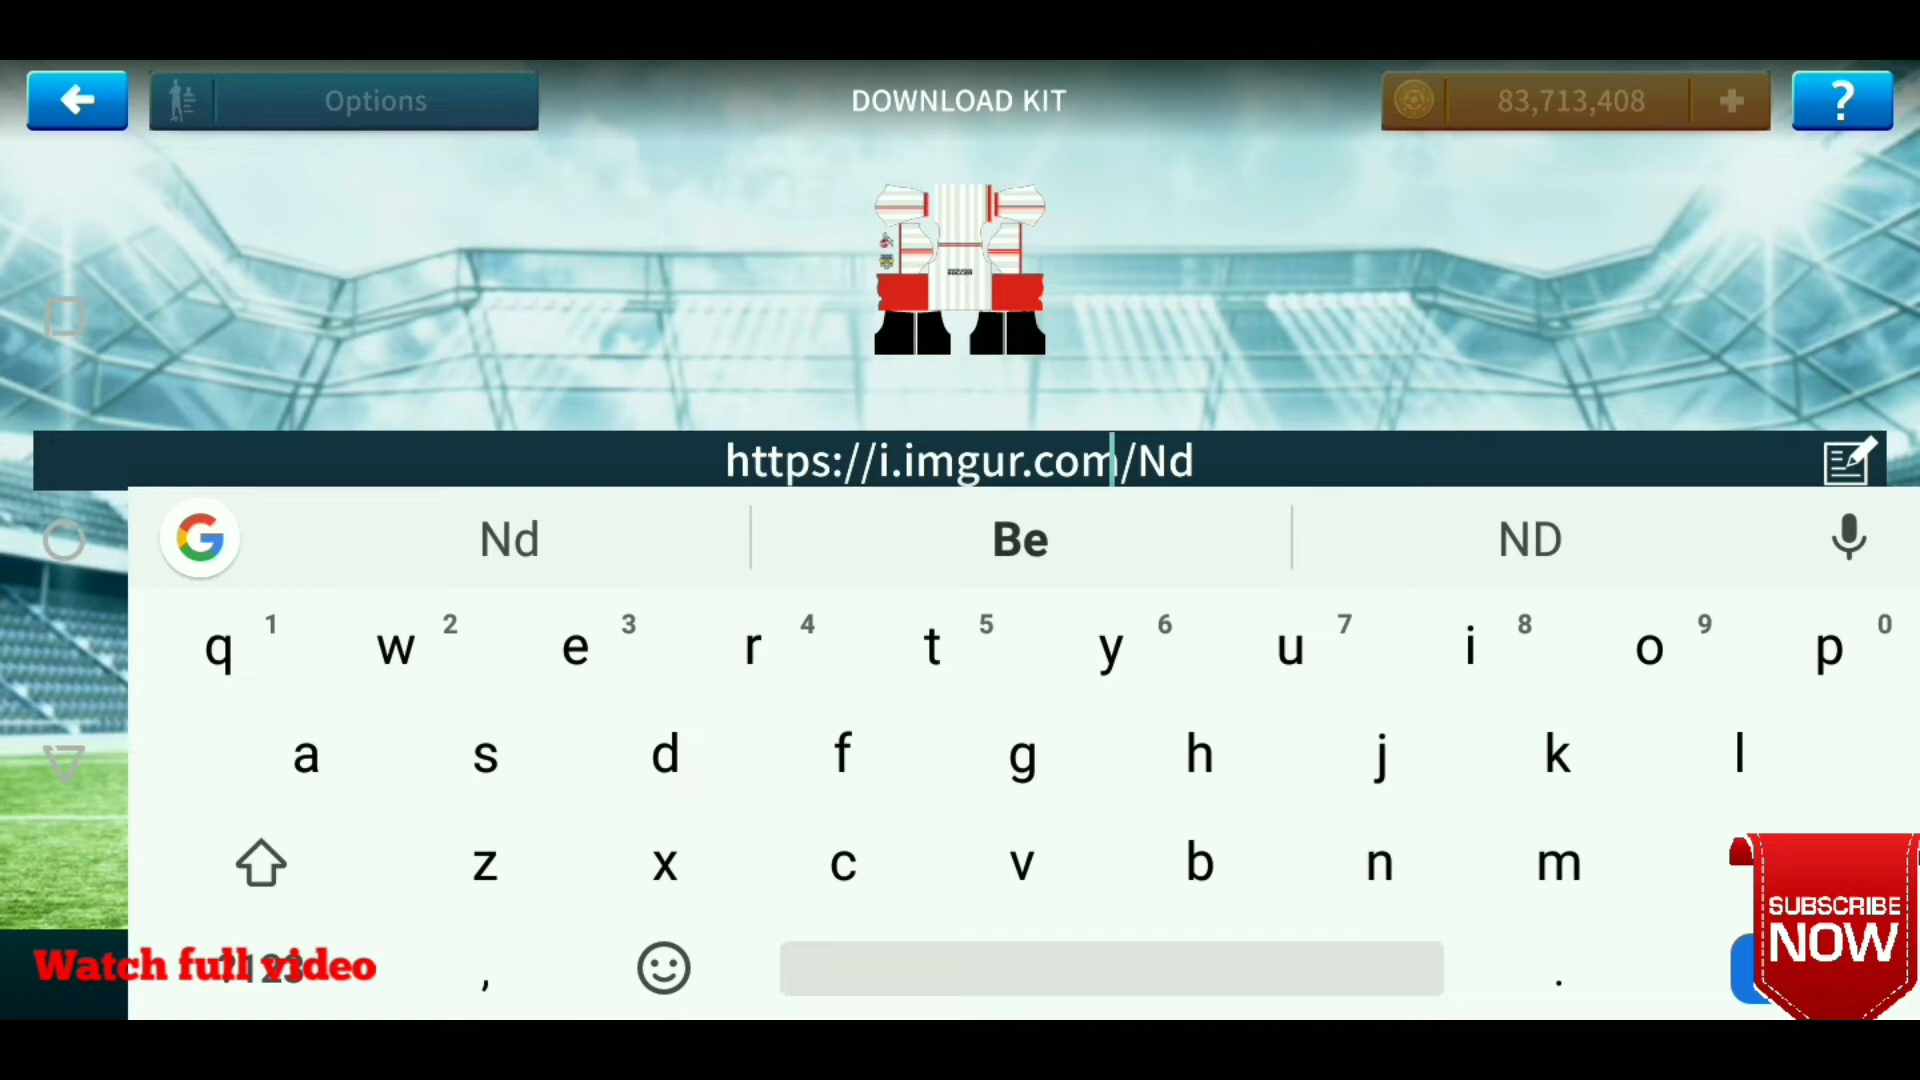 Options
DOWNLOAD KIT
83,713,408
?
https://i.imgur.com/Nd
Nd
Be
ND
q 1 w 2 e 3 r 4 t 5 y 6 u 7 i 8 o 9 p 0
a s d f g h j k l
z x c v b n m
SUBSCRIBE
NOW
Watch full video
?123 , .